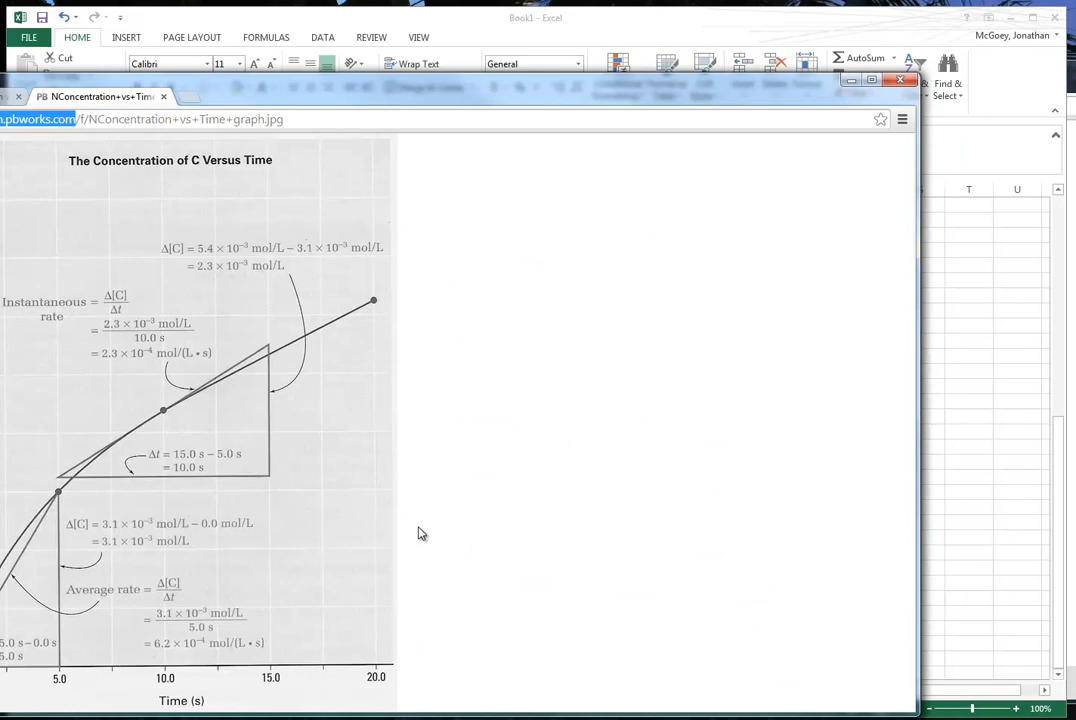 Book1 - Excel
McGoey, Jonathan
FILE HOME INSERT PAGE LAYOUT FORMULAS DATA REVIEW VIEW
Cut Calibri 11 Wrap Text General AutoSum
Find &
Select
PB NConcentration+vs+Time
n.pbworks.com/f/NConcentration+vs+Time+graph.jpg
T U
The Concentration of C Versus Time
Δ[C] = 5.4 × 10⁻³ mol/L − 3.1 × 10⁻³ mol/L
= 2.3 × 10⁻³ mol/L
Instantaneous rate = Δ[C]
Δt
= 2.3 × 10⁻³ mol/L
10.0 s
= 2.3 × 10⁻⁴ mol/(L • s)
Δt = 15.0 s − 5.0 s
= 10.0 s
Δ[C] = 3.1 × 10⁻³ mol/L − 0.0 mol/L
= 3.1 × 10⁻³ mol/L
Average rate = Δ[C]
Δt
= 3.1 × 10⁻³ mol/L
5.0 s
= 6.2 × 10⁻⁴ mol/(L • s)
5.0 s − 0.0 s
5.0 s
5.0 10.0 15.0 20.0
Time (s)
100%